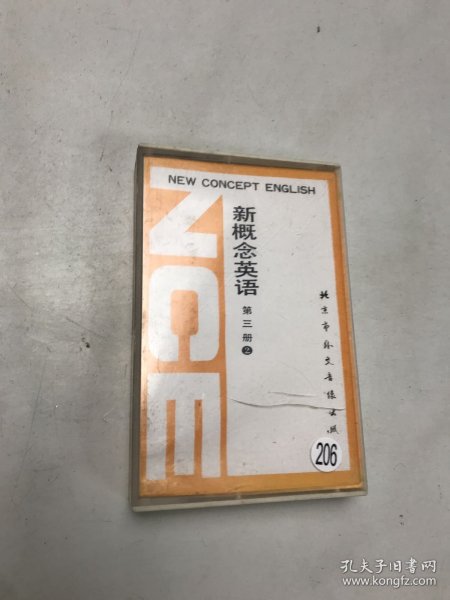 NEW CONCEPT ENGLISH
NCE
新概念英语
第三册②
北京市外文音像出版
206
孔夫子旧书网
www.kongfz.com